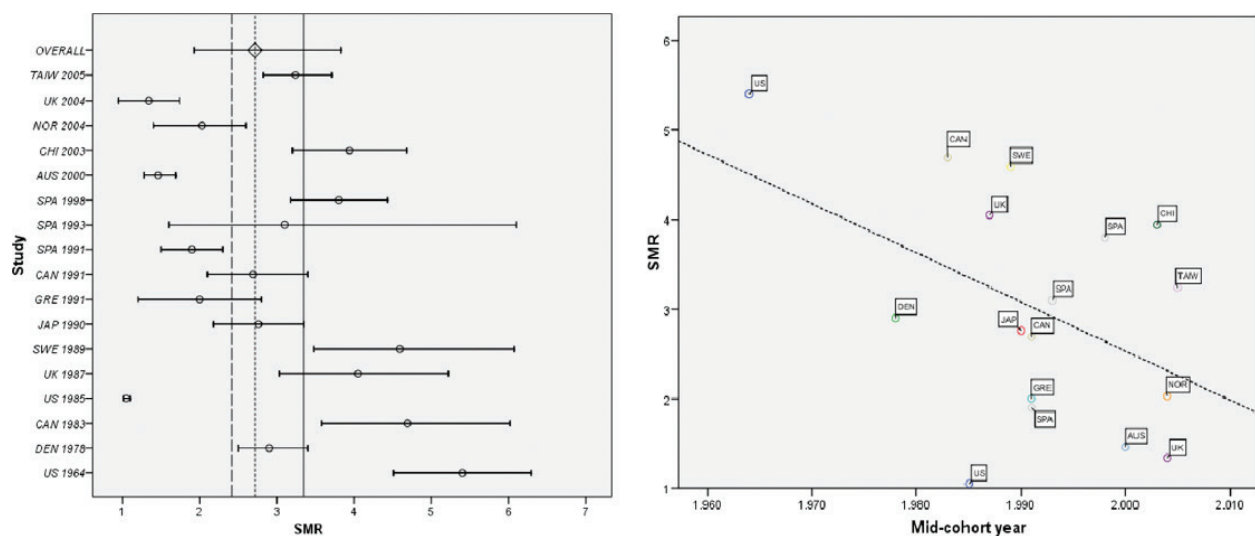 OVERALL
TAIW 2005
UK 2004
NOR 2004
CHI 2003
AUS 2000
SPA 1998
SPA 1993
SPA 1991
CAN 1991
GRE 1991
JAP 1990
SWE 1989
UK 1987
US 1985
CAN 1983
DEN 1978
US 1964
Study
1 2 3 4 5 6 7
SMR
6
5
4
3
2
1
SMR
US
CAN
SWE
UK
SPA
CHI
TAIW
SPA
DEN
JAP
CAN
GRE
NOR
SPA
AUS
UK
US
1.960 1.970 1.980 1.990 2.000 2.010
Mid-cohort year